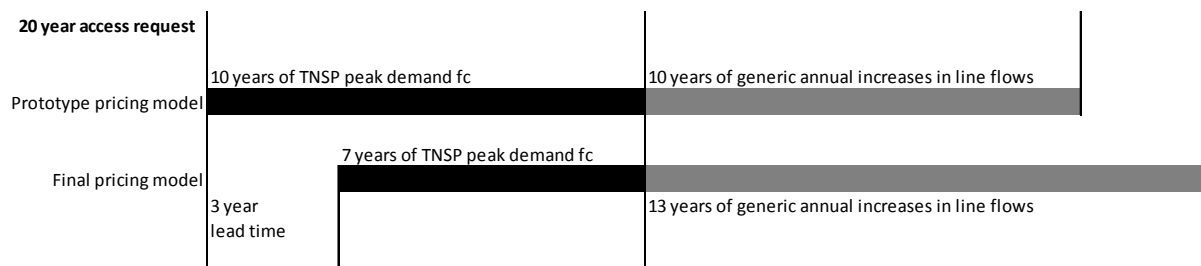 20 year access request
10 years of TNSP peak demand fc
10 years of generic annual increases in line flows
Prototype pricing model
7 years of TNSP peak demand fc
Final pricing model
3 year
lead time
13 years of generic annual increases in line flows